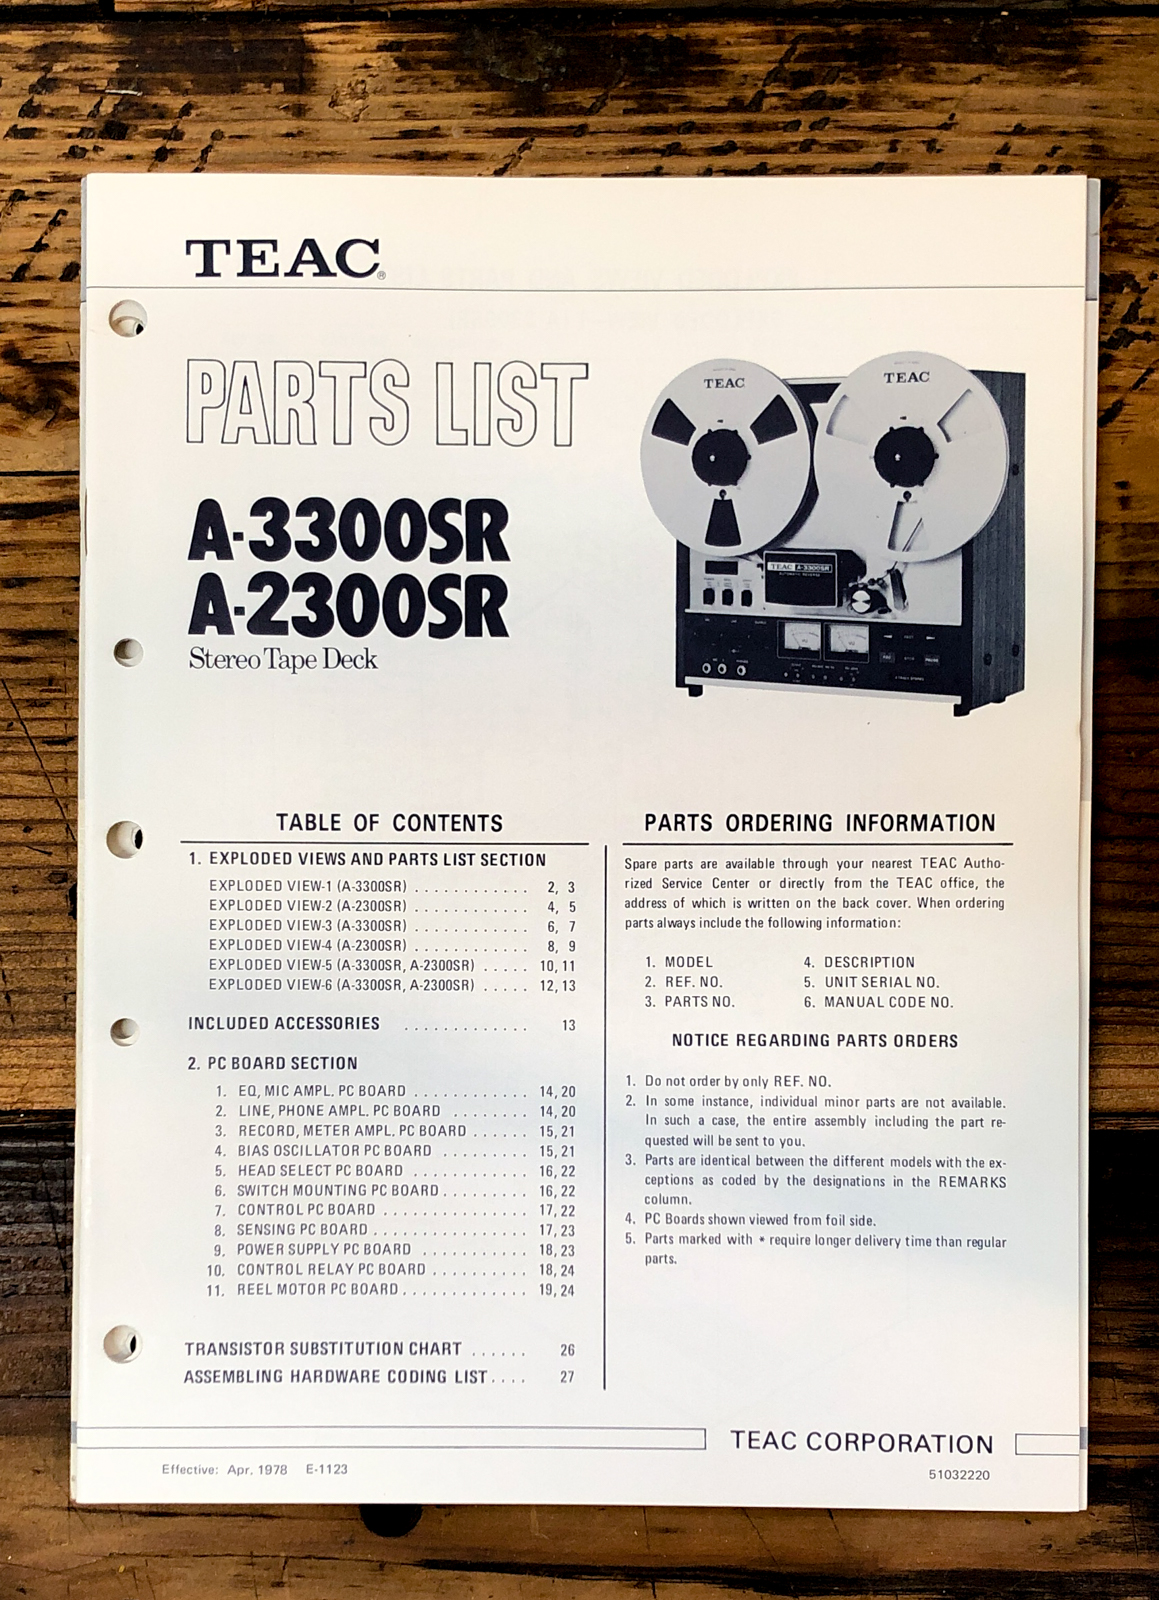 TEAC®
PARTS LIST
A-3300SR
A-2300SR
Stereo Tape Deck
TEAC
TEAC
TEAC A-3300SR
AUTOMATIC REVERSE
TABLE OF CONTENTS
1. EXPLODED VIEWS AND PARTS LIST SECTION
EXPLODED VIEW-1 (A-3300SR) . . . . . . . . . . . . 2, 3
EXPLODED VIEW-2 (A-2300SR) . . . . . . . . . . . . 4, 5
EXPLODED VIEW-3 (A-3300SR) . . . . . . . . . . . . 6, 7
EXPLODED VIEW-4 (A-2300SR) . . . . . . . . . . . . 8, 9
EXPLODED VIEW-5 (A-3300SR, A-2300SR) . . . . . 10, 11
EXPLODED VIEW-6 (A-3300SR, A-2300SR) . . . . . 12, 13
INCLUDED ACCESSORIES . . . . . . . . . . . . . 13
2. PC BOARD SECTION
1. EQ, MIC AMPL. PC BOARD . . . . . . . . . . . . 14, 20
2. LINE, PHONE AMPL. PC BOARD . . . . . . . . 14, 20
3. RECORD, METER AMPL. PC BOARD . . . . . . 15, 21
4. BIAS OSCILLATOR PC BOARD . . . . . . . . . 15, 21
5. HEAD SELECT PC BOARD . . . . . . . . . . . . 16, 22
6. SWITCH MOUNTING PC BOARD . . . . . . . . . 16, 22
7. CONTROL PC BOARD . . . . . . . . . . . . . . . 17, 22
8. SENSING PC BOARD . . . . . . . . . . . . . . . . 17, 23
9. POWER SUPPLY PC BOARD . . . . . . . . . . . 18, 23
10. CONTROL RELAY PC BOARD . . . . . . . . . . 18, 24
11. REEL MOTOR PC BOARD . . . . . . . . . . . . . 19, 24
TRANSISTOR SUBSTITUTION CHART . . . . . . 26
ASSEMBLING HARDWARE CODING LIST . . . . 27
PARTS ORDERING INFORMATION
Spare parts are available through your nearest TEAC Autho-
rized Service Center or directly from the TEAC office, the
address of which is written on the back cover. When ordering
parts always include the following information:
1. MODEL
2. REF. NO.
3. PARTS NO.
4. DESCRIPTION
5. UNIT SERIAL NO.
6. MANUAL CODE NO.
NOTICE REGARDING PARTS ORDERS
1. Do not order by only REF. NO.
2. In some instance, individual minor parts are not available.
In such a case, the entire assembly including the part re-
quested will be sent to you.
3. Parts are identical between the different models with the ex-
ceptions as coded by the designations in the REMARKS
column.
4. PC Boards shown viewed from foil side.
5. Parts marked with * require longer delivery time than regular
parts.
TEAC CORPORATION
Effective: Apr. 1978 E-1123
51032220